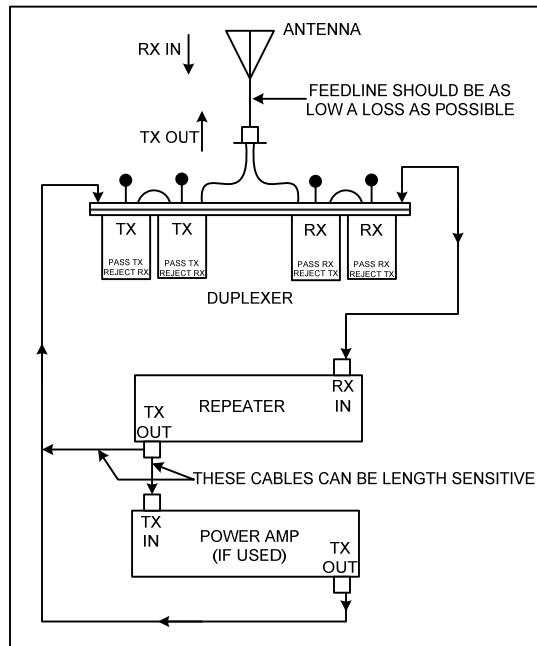 ANTENNA
RX IN
FEEDLINE SHOULD BE AS
LOW A LOSS AS POSSIBLE
TX OUT
TX
TX
RX
RX
PASS TX
REJECT RX
PASS TX
REJECT RX
PASS RX
REJECT TX
PASS RX
REJECT TX
DUPLEXER
RX
IN
REPEATER
TX
OUT
THESE CABLES CAN BE LENGTH SENSITIVE
TX
IN
POWER AMP
(IF USED)
TX
OUT